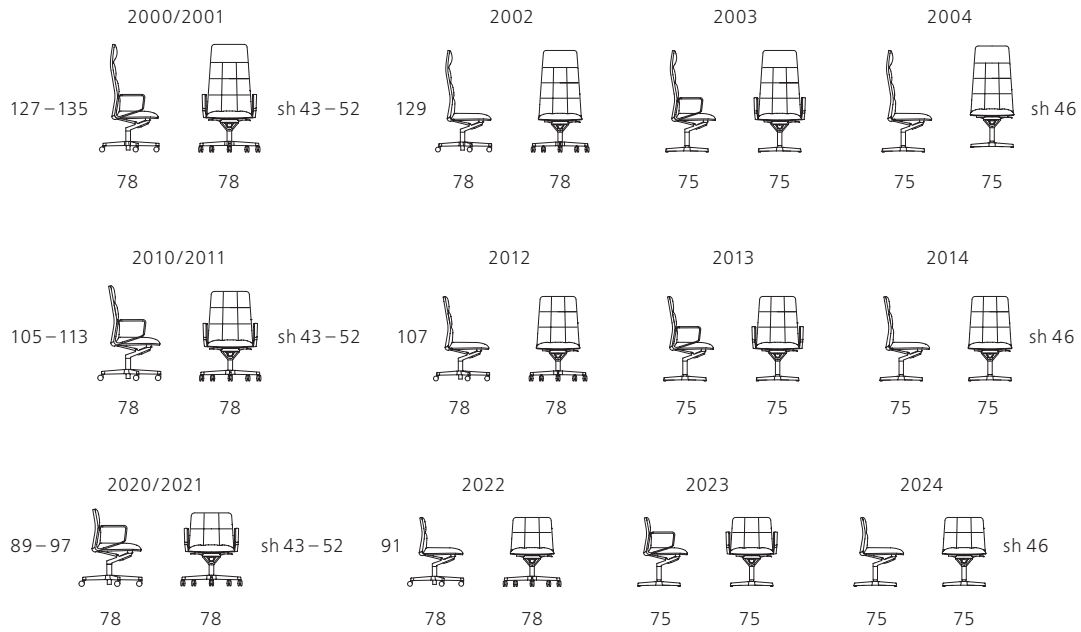 2000/2001 2002 2003 2004
127 – 135 sh 43 – 52 129 sh 46
78 78 78 78 75 75 75 75
2010/2011 2012 2013 2014
105 – 113 sh 43 – 52 107 sh 46
78 78 78 78 75 75 75 75
2020/2021 2022 2023 2024
89 – 97 sh 43 – 52 91 sh 46
78 78 78 78 75 75 75 75